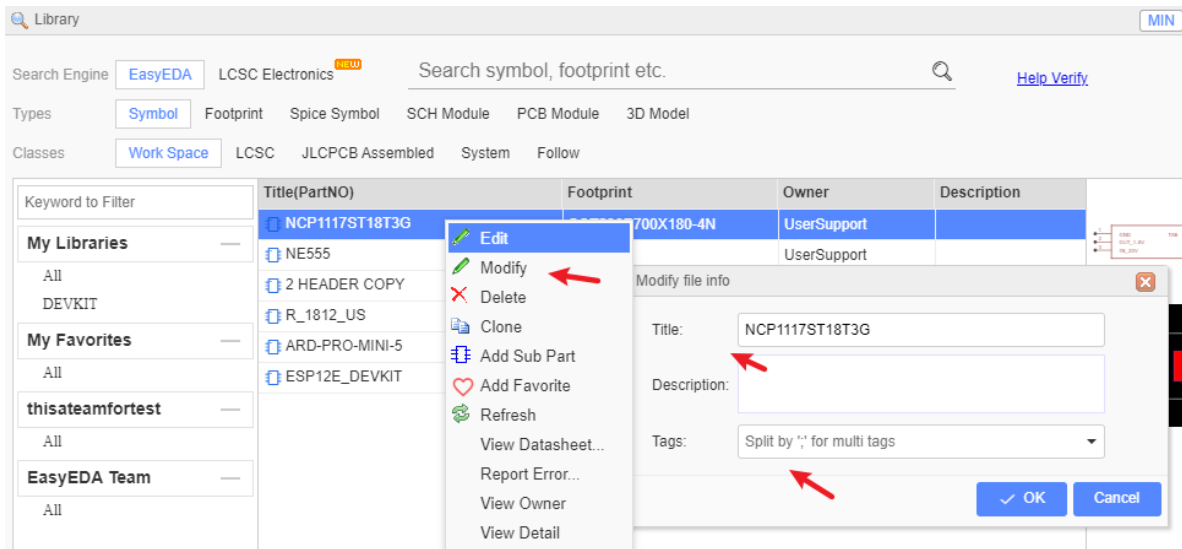 Library
MIN
Search Engine EasyEDA LCSC Electronics NEW Search symbol, footprint etc. Help Verify
Types Symbol Footprint Spice Symbol SCH Module PCB Module 3D Model
Classes Work Space LCSC JLCPCB Assembled System Follow
Keyword to Filter
My Libraries
All
DEVKIT
My Favorites
All
thisateamfortest
All
EasyEDA Team
All
Title(PartNO) Footprint Owner Description
NCP1117ST18T3G 700X180-4N UserSupport
NE555 UserSupport
2 HEADER COPY
R_1812_US
ARD-PRO-MINI-5
ESP12E_DEVKIT
Edit
Modify
Delete
Clone
Add Sub Part
Add Favorite
Refresh
View Datasheet...
Report Error...
View Owner
View Detail
Modify file info
Title: NCP1117ST18T3G
Description:
Tags: Split by ';' for multi tags
OK Cancel